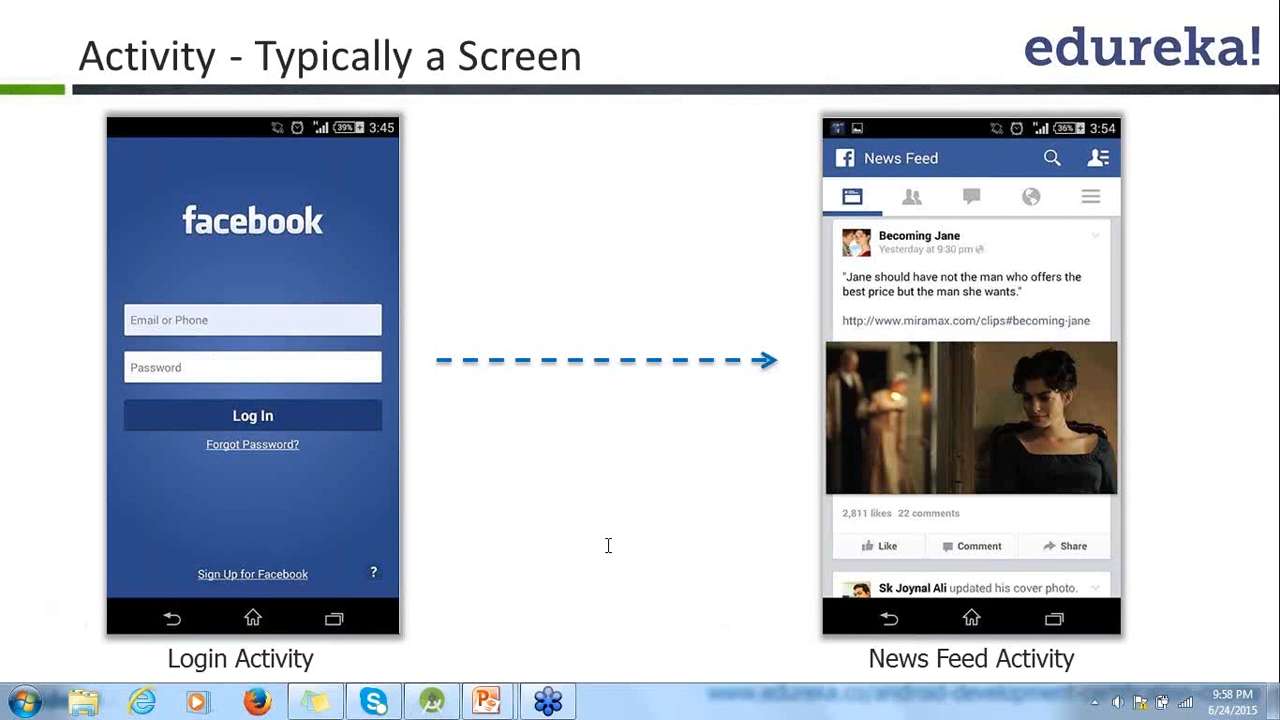 Activity - Typically a Screen
edureka!
39% 3:45
facebook
Email or Phone
Password
Log In
Forgot Password?
Sign Up for Facebook
?
Login Activity
36% 3:54
News Feed
Becoming Jane
Yesterday at 9:30 pm
"Jane should have not the man who offers the
best price but the man she wants."
http://www.miramax.com/clips#becoming-jane
2,811 likes 22 comments
Like Comment Share
Sk Joynal Ali updated his cover photo.
News Feed Activity
9:58 PM
6/24/2015